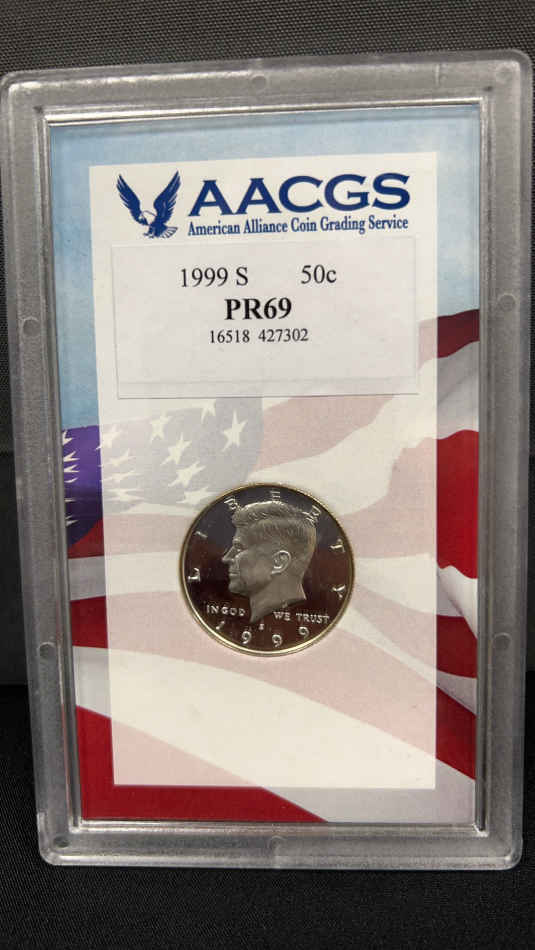 AACGS
American Alliance Coin Grading Service
1999 S 50c
PR69
16518 427302
LIBERTY
IN GOD WE TRUST
S
1999